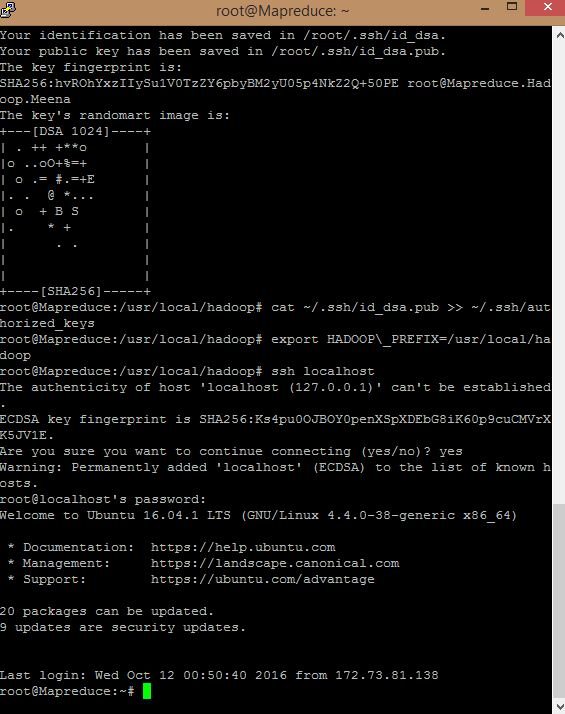 root@Mapreduce: ~
Your identification has been saved in /root/.ssh/id_dsa.
Your public key has been saved in /root/.ssh/id_dsa.pub.
The key fingerprint is:
SHA256:hvROhYxzIIySu1V0TzZY6pbyBM2yU05p4NkZ2Q+50PE root@Mapreduce.Had
oop.Meena
The key's randomart image is:
+---[DSA 1024]----+
| . ++ +**o       |
|o ..oO+%=+       |
| o .= #.=+E      |
|. .  @ *...      |
| o  + B S        |
|.    * +         |
|      . .        |
|                 |
|                 |
+----[SHA256]-----+
root@Mapreduce:/usr/local/hadoop# cat ~/.ssh/id_dsa.pub >> ~/.ssh/aut
horized_keys
root@Mapreduce:/usr/local/hadoop# export HADOOP\_PREFIX=/usr/local/ha
doop
root@Mapreduce:/usr/local/hadoop# ssh localhost
The authenticity of host 'localhost (127.0.0.1)' can't be established
.
ECDSA key fingerprint is SHA256:Ks4pu0OJBOY0penXSpXDEbG8iK60p9cuCMVrX
K5JV1E.
Are you sure you want to continue connecting (yes/no)? yes
Warning: Permanently added 'localhost' (ECDSA) to the list of known h
osts.
root@localhost's password:
Welcome to Ubuntu 16.04.1 LTS (GNU/Linux 4.4.0-38-generic x86_64)
 * Documentation:  https://help.ubuntu.com
 * Management:     https://landscape.canonical.com
 * Support:        https://ubuntu.com/advantage
20 packages can be updated.
9 updates are security updates.
Last login: Wed Oct 12 00:50:40 2016 from 172.73.81.138
root@Mapreduce:~#